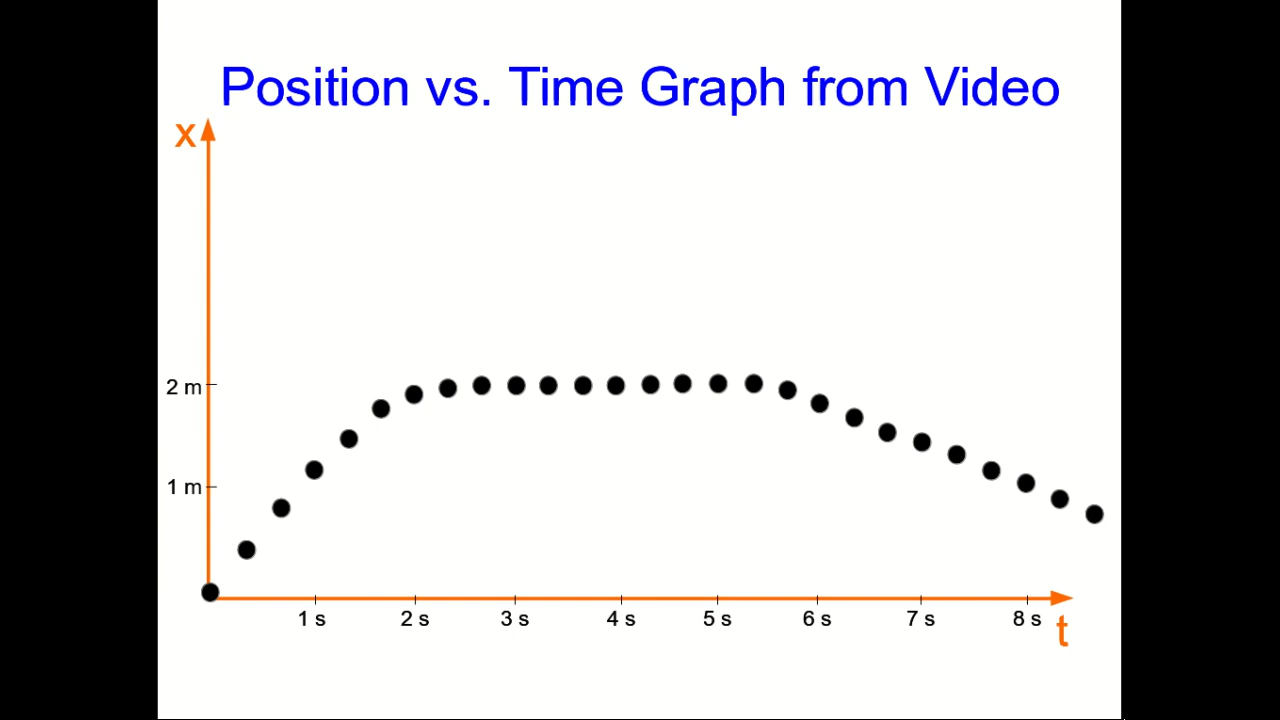 Position vs. Time Graph from Video
x
2 m
1 m
1 s 2 s 3 s 4 s 5 s 6 s 7 s 8 s
t